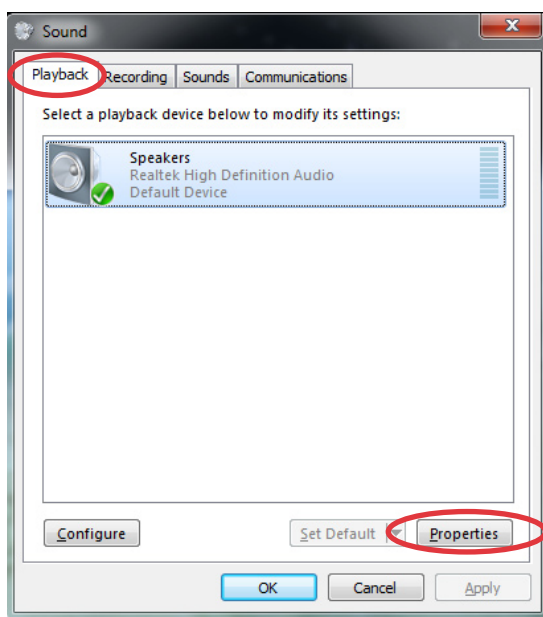 Sound
Playback Recording Sounds Communications
Select a playback device below to modify its settings:
Speakers
Realtek High Definition Audio
Default Device
Configure Set Default Properties
OK Cancel Apply